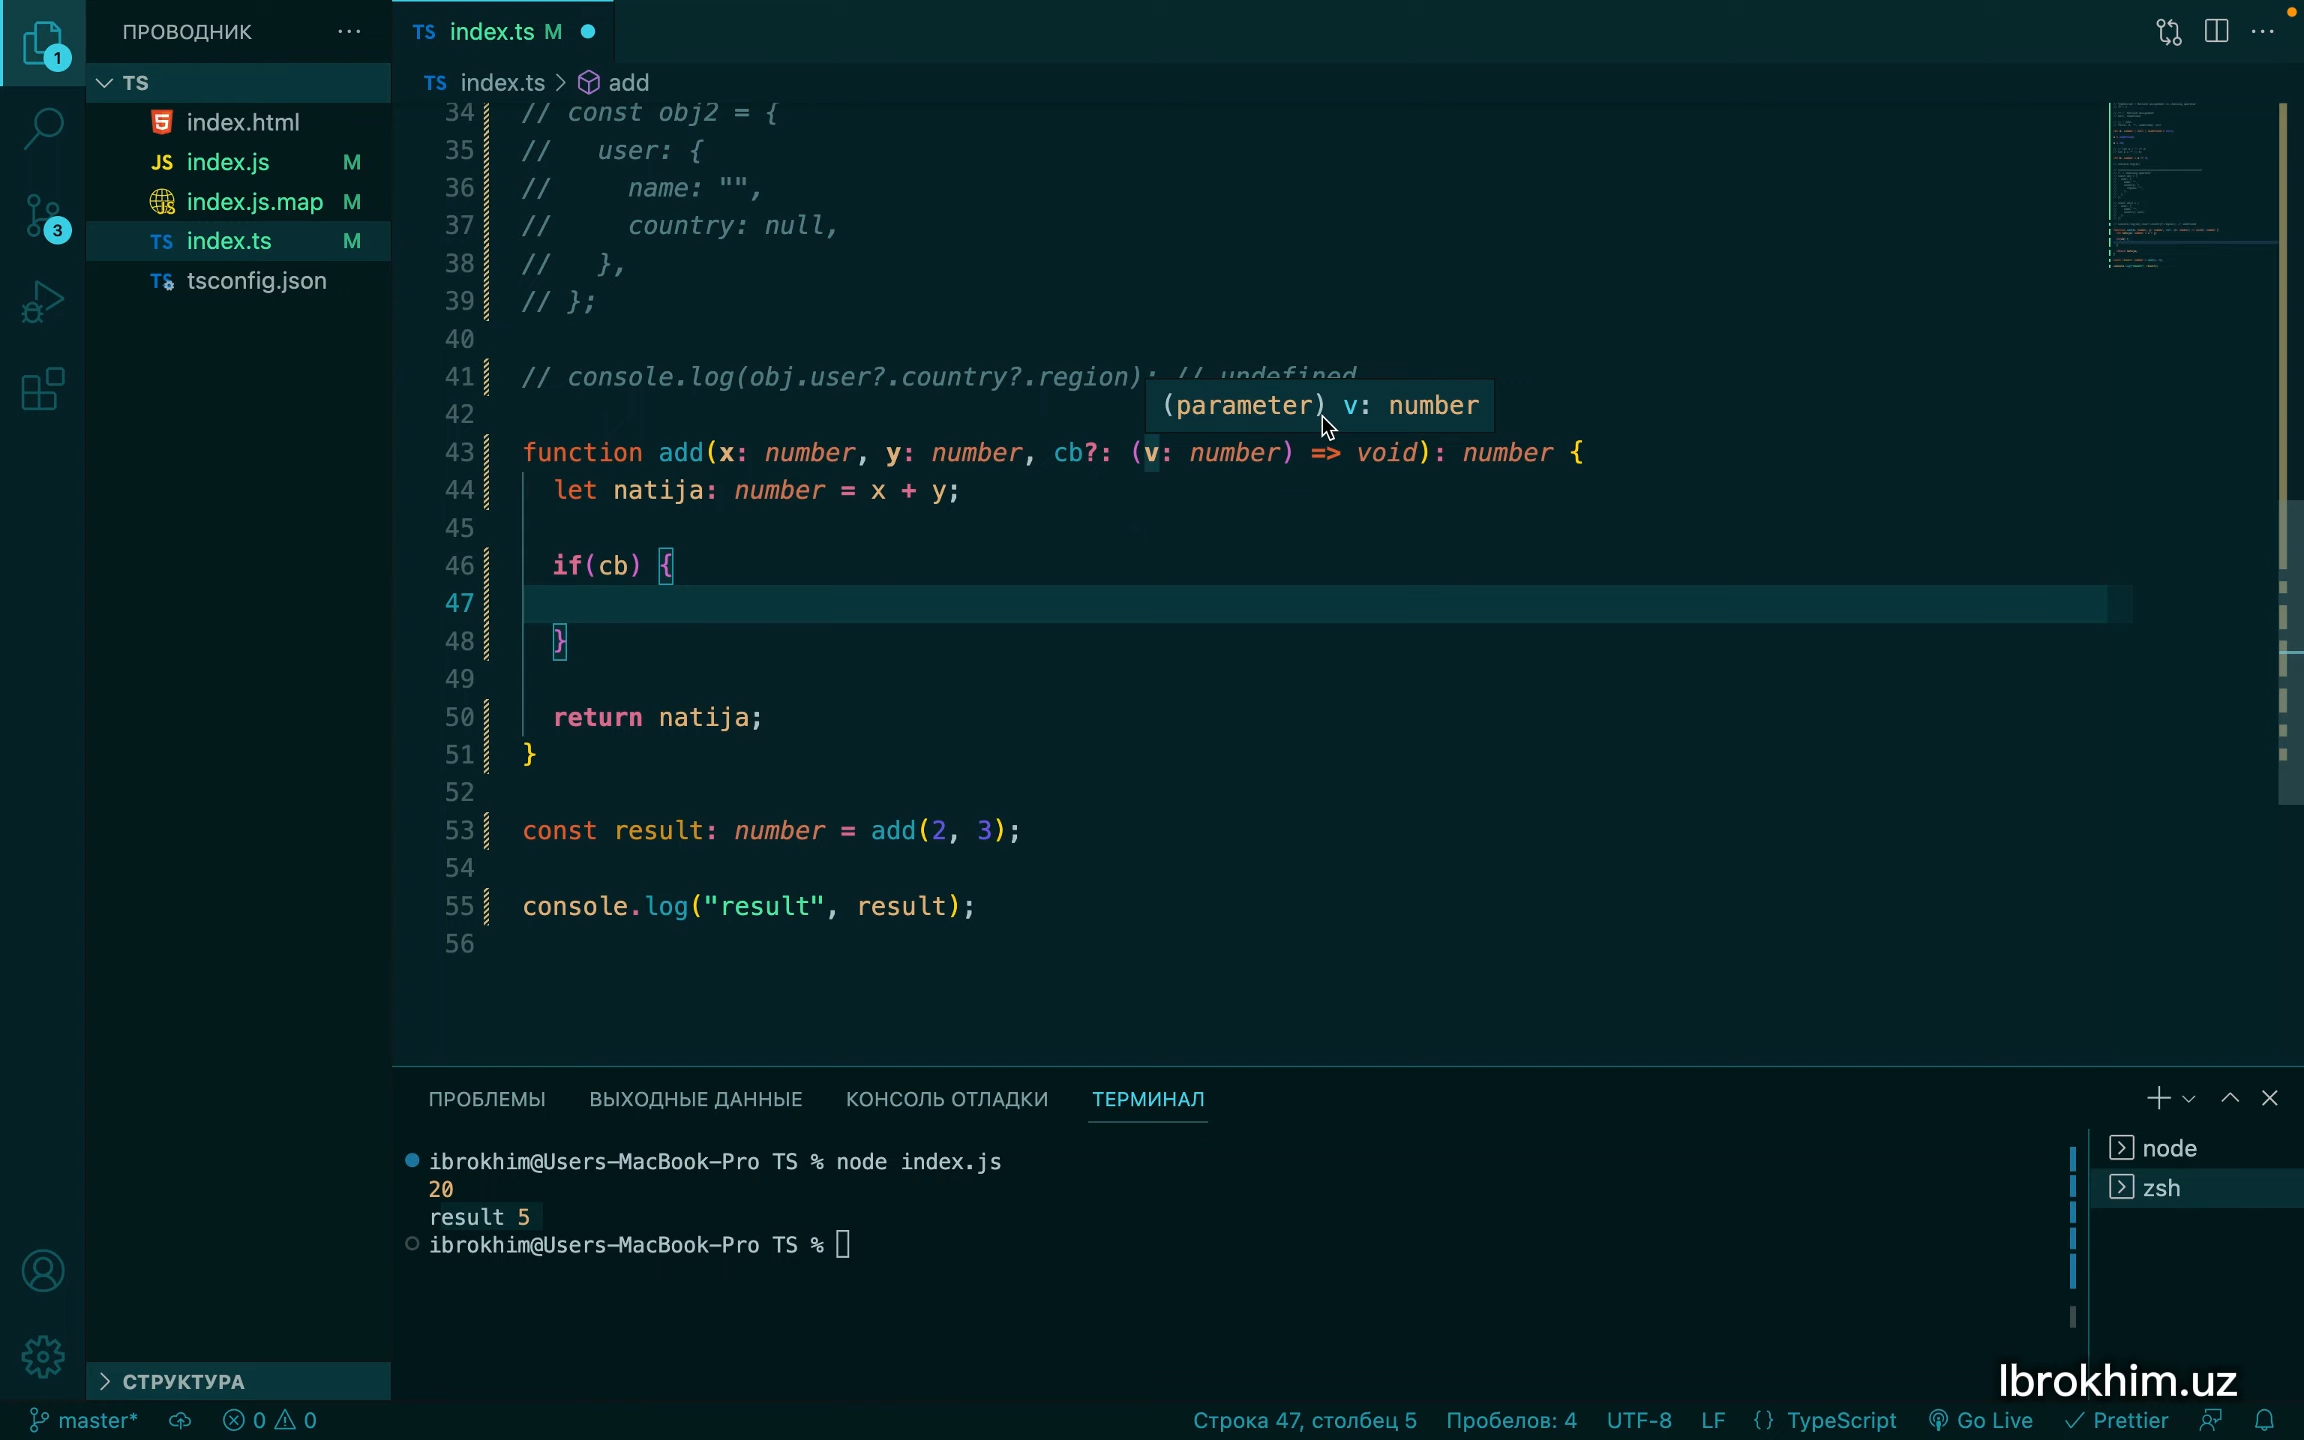 ПРОВОДНИК
TS
index.html
JS index.js M
index.js.map M
TS index.ts M
TS tsconfig.json
СТРУКТУРА
1
3
TS index.ts M
TS index.ts > add
34 // const obj2 = {
35 //   user: {
36 //     name: "",
37 //     country: null,
38 //   },
39 // };
40
41 // console.log(obj.user?.country?.region); // undefined
42
(parameter) v: number
43 function add(x: number, y: number, cb?: (v: number) => void): number {
44   let natija: number = x + y;
45
46   if(cb) {
47
48   }
49
50   return natija;
51 }
52
53 const result: number = add(2, 3);
54
55 console.log("result", result);
56
ПРОБЛЕМЫ ВЫХОДНЫЕ ДАННЫЕ КОНСОЛЬ ОТЛАДКИ ТЕРМИНАЛ
ibrokhim@Users-MacBook-Pro TS % node index.js
20
result 5
ibrokhim@Users-MacBook-Pro TS %
node
zsh
Ibrokhim.uz
master* 0 0 Строка 47, столбец 5 Пробелов: 4 UTF-8 LF {} TypeScript Go Live Prettier